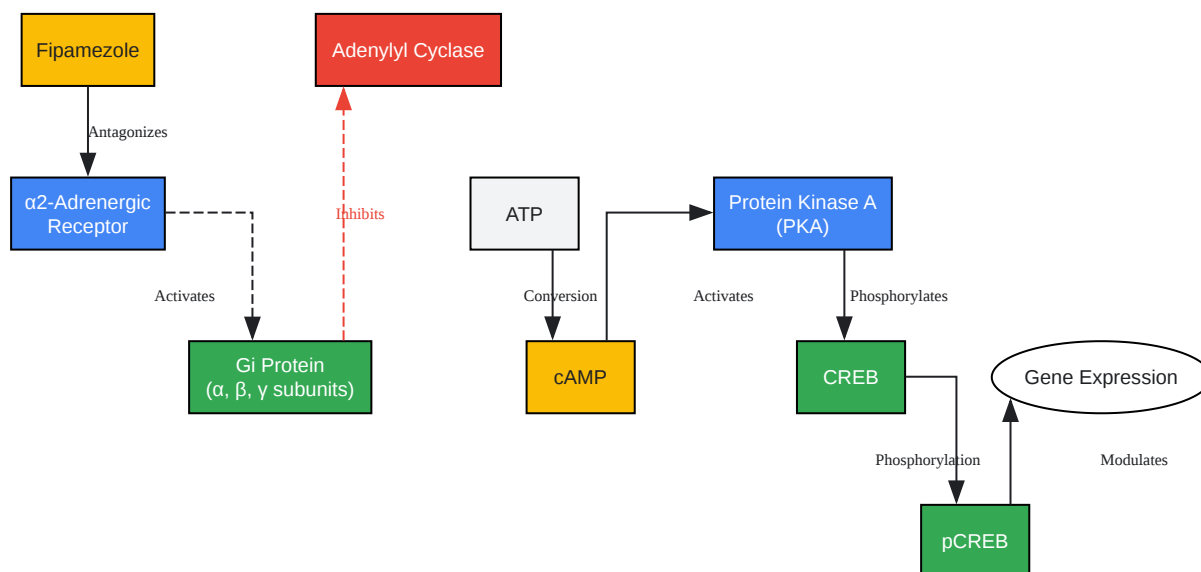 Fipamezole
Adenylyl Cyclase
Antagonizes
α2-Adrenergic
Receptor
Inhibits
ATP
Protein Kinase A
(PKA)
Activates
Conversion
Activates
Phosphorylates
Gi Protein
(α, β, γ subunits)
cAMP
CREB
Gene Expression
Phosphorylation
Modulates
pCREB